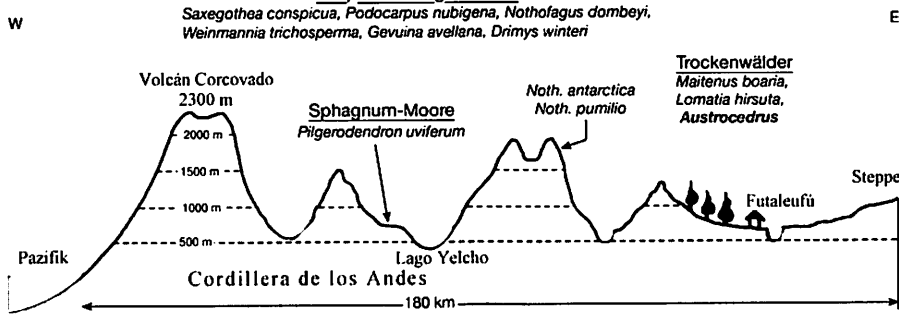 W
E
Saxegothea conspicua, Podocarpus nubigena, Nothofagus dombeyi,
Weinmannia trichosperma, Gevuina avellana, Drimys winteri
Volcán Corcovado
2300 m
Sphagnum-Moore
Pilgerodendron uviferum
Noth. antarctica
Noth. pumilio
Trockenwälder
Maitenus boaria,
Lomatia hirsuta,
Austrocedrus
2000 m
1500 m
1000 m
500 m
Futaleufú
Steppe
Pazifik
Lago Yelcho
Cordillera de los Andes
180 km